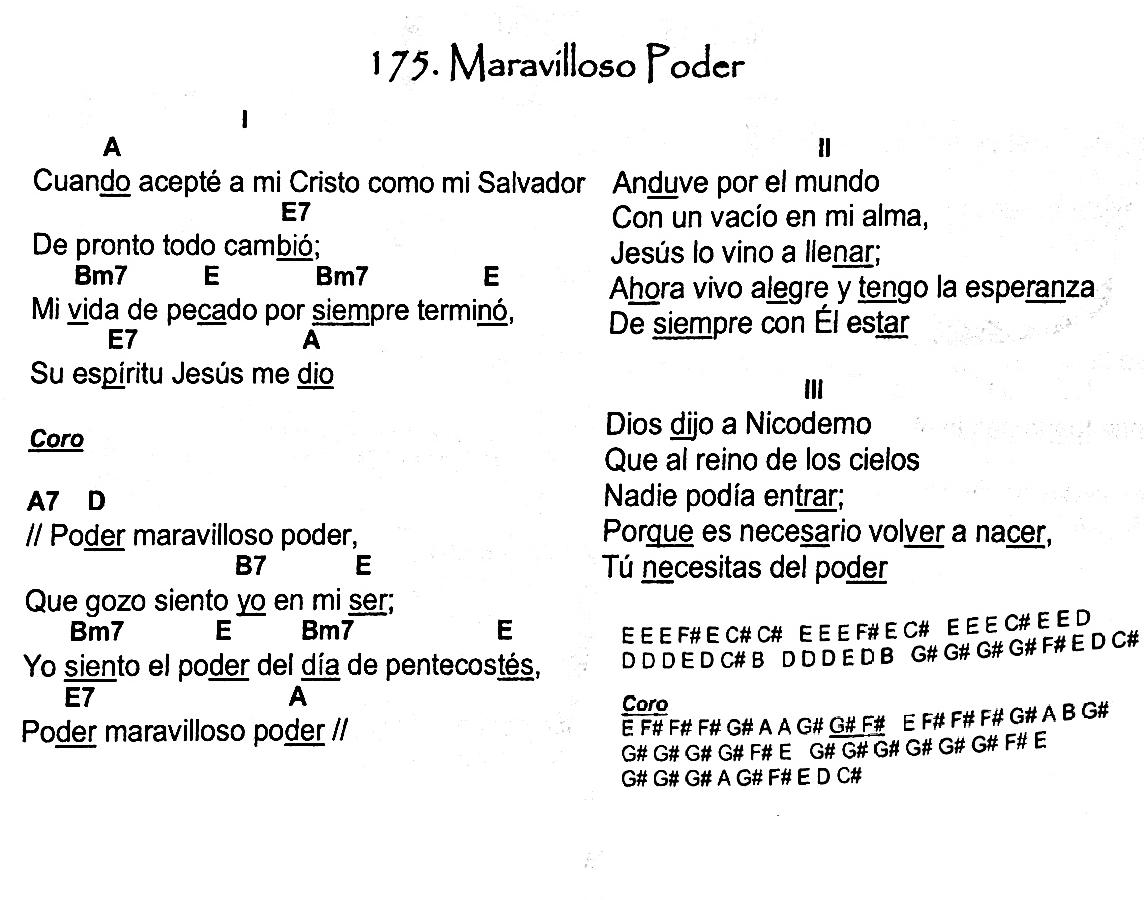 175. Maravilloso Poder
I
A
Cuando acepté a mi Cristo como mi Salvador
E7
De pronto todo cambió;
Bm7 E Bm7 E
Mi vida de pecado por siempre terminó,
E7 A
Su espíritu Jesús me dio
Coro
A7 D
// Poder maravilloso poder,
B7 E
Que gozo siento yo en mi ser;
Bm7 E Bm7 E
Yo siento el poder del día de pentecostés,
E7 A
Poder maravilloso poder //
II
Anduve por el mundo
Con un vacío en mi alma,
Jesús lo vino a llenar;
Ahora vivo alegre y tengo la esperanza
De siempre con Él estar
III
Dios dijo a Nicodemo
Que al reino de los cielos
Nadie podía entrar;
Porque es necesario volver a nacer,
Tú necesitas del poder
E E E F# E C# C# E E E F# E C# E E E C# E E D
D D D E D C# B D D D E D B G# G# G# G# F# E D C#
Coro
E F# F# F# G# A A G# G# F# E F# F# F# G# A B G#
G# G# G# G# F# E G# G# G# G# G# G# F# E
G# G# G# A G# F# E D C#